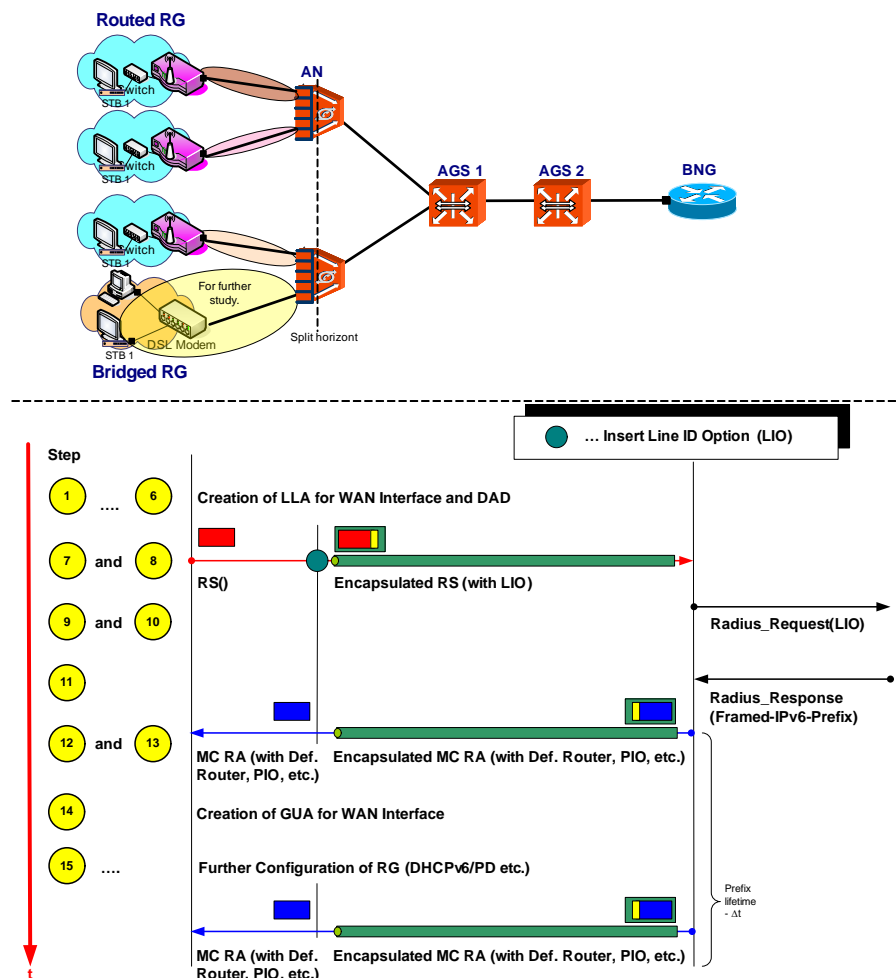 Routed RG
AN
witch
STB 1
witch
STB 1
AGS 1
AGS 2
BNG
witch
STB 1
For further
study.
DSL Modem
STB 1
Split horizont
Bridged RG
... Insert Line ID Option (LIO)
Step
1 .... 6
Creation of LLA for WAN Interface and DAD
7 and 8
RS()
Encapsulated RS (with LIO)
9 and 10
Radius_Request(LIO)
11
Radius_Response
(Framed-IPv6-Prefix)
12 and 13
MC RA (with Def.
Router, PIO, etc.)
Encapsulated MC RA (with Def. Router, PIO, etc.)
14
Creation of GUA for WAN Interface
15 ....
Further Configuration of RG (DHCPv6/PD etc.)
Prefix
lifetime
- Δt
MC RA (with Def.
Router, PIO, etc.)
Encapsulated MC RA (with Def. Router, PIO, etc.)
t